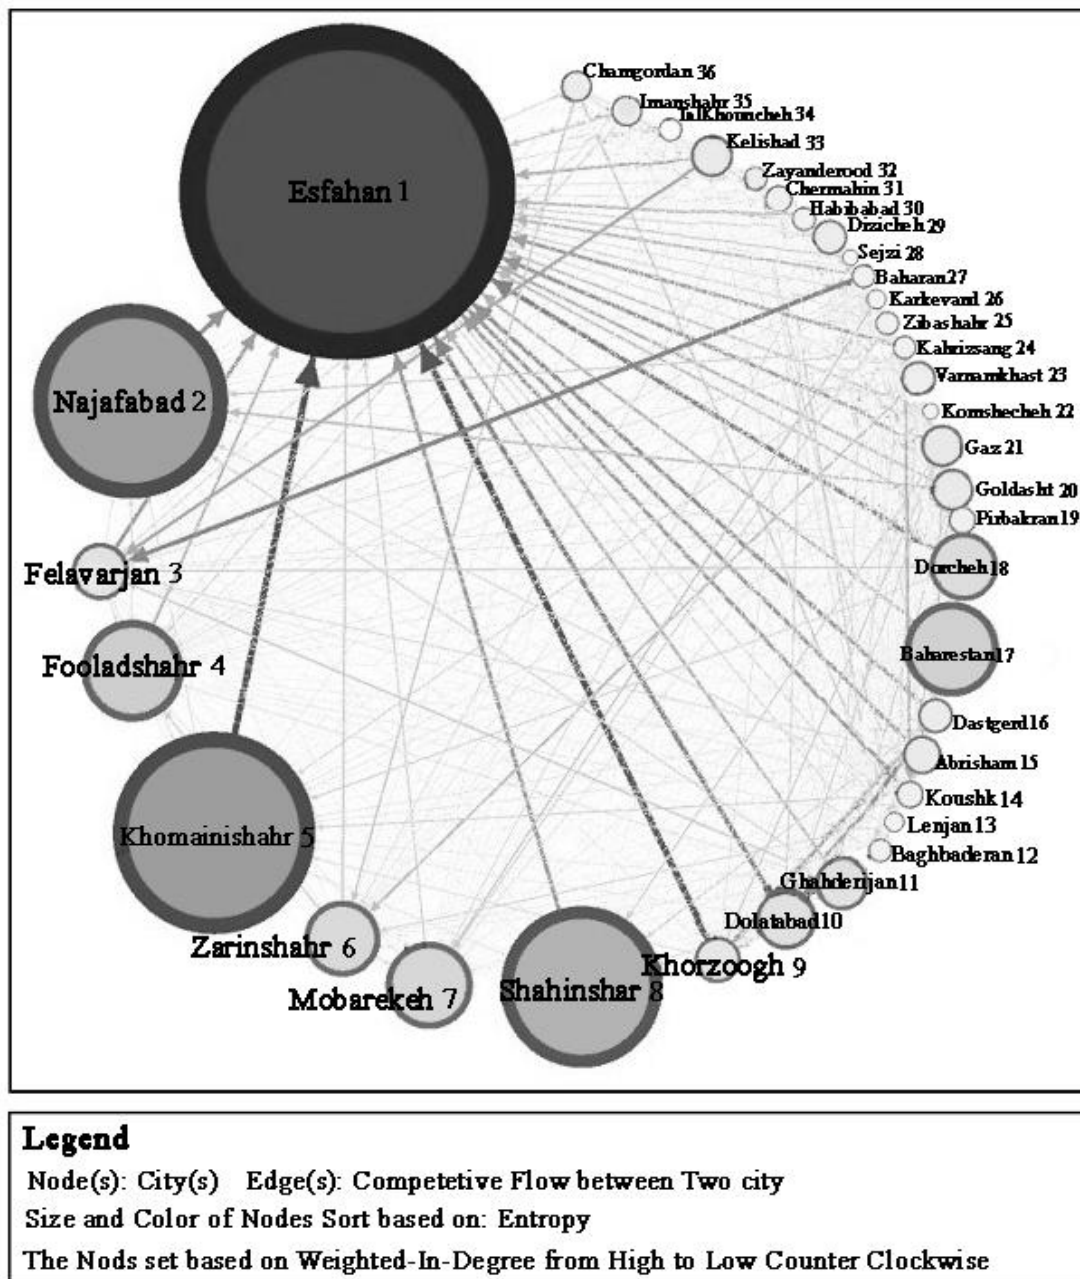 Chamgordan 36
Imanshahr 35
TalKhouncheh 34
Kelishad 33
Zayanderood 32
Chermahin 31
Habibabad 30
Dizicheh 29
Sejzi 28
Baharan 27
Karkevand 26
Zibashahr 25
Kahrizsang 24
Varnamkhast 23
Komshecheh 22
Gaz 21
Goldasht 20
Pirbakran 19
Dorcheh 18
Baharestan 17
Dastgerd 16
Abrisham 15
Koushk 14
Lenjan 13
Baghbaderan 12
Ghahderijan 11
Dolatabad 10
Khorzoogh 9
Shahinshar 8
Mobarekeh 7
Zarinshahr 6
Khomainishahr 5
Fooladshahr 4
Felavarjan 3
Najafabad 2
Esfahan 1
Legend
Node(s): City(s) Edge(s): Competetive Flow between Two city
Size and Color of Nodes Sort based on: Entropy
The Nods set based on Weighted-In-Degree from High to Low Counter Clockwise